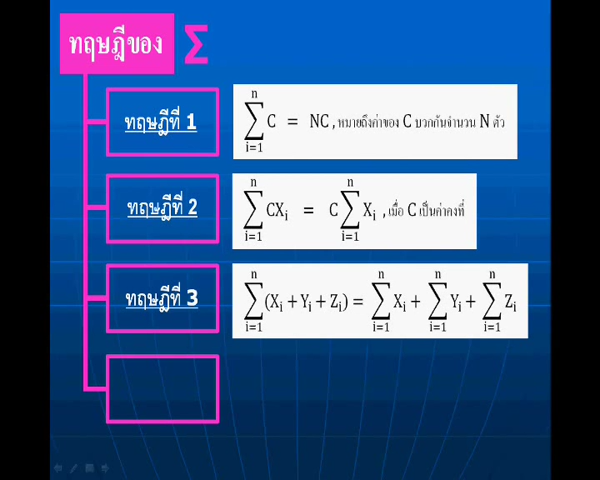 ทฤษฎีของ Σ
ทฤษฎีที่ 1
n
∑ C = NC , หมายถึงค่าของ C บวกกันจำนวน N ตัว
i=1
ทฤษฎีที่ 2
n n
∑ CXᵢ = C ∑ Xᵢ , เมื่อ C เป็นค่าคงที่
i=1 i=1
ทฤษฎีที่ 3
n n n n
∑ (Xᵢ + Yᵢ + Zᵢ) = ∑ Xᵢ + ∑ Yᵢ + ∑ Zᵢ
i=1 i=1 i=1 i=1